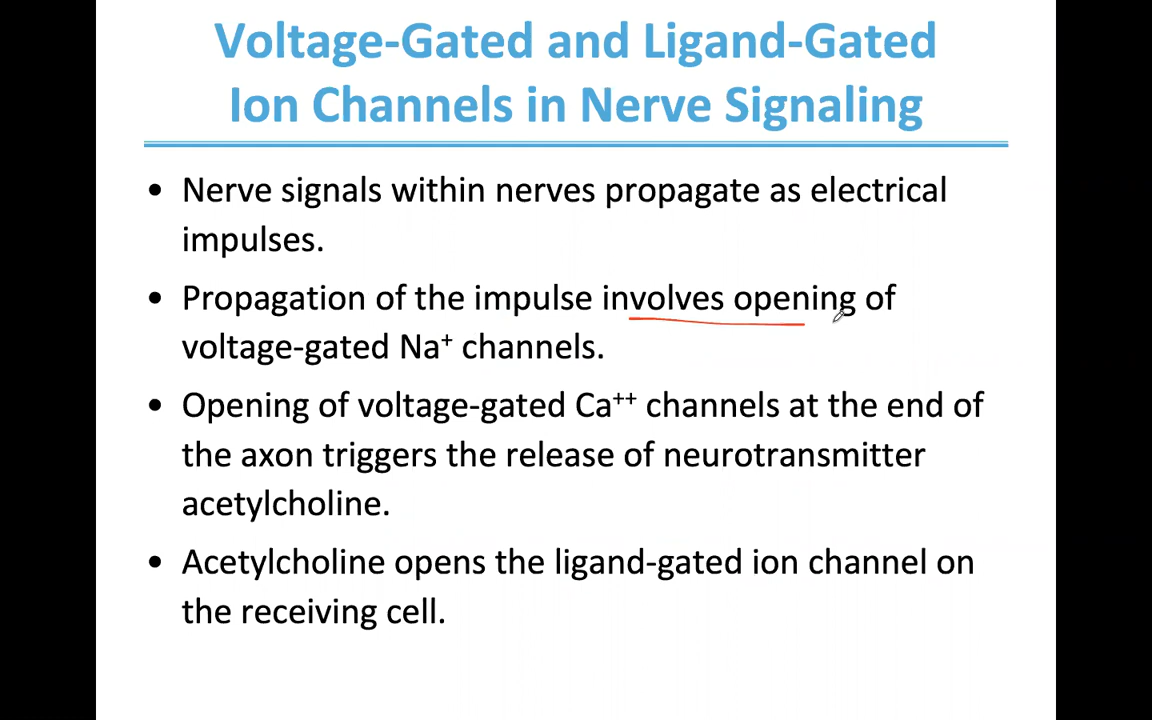 Voltage-Gated and Ligand-Gated
Ion Channels in Nerve Signaling
• Nerve signals within nerves propagate as electrical
impulses.
• Propagation of the impulse involves opening of
voltage-gated Na⁺ channels.
• Opening of voltage-gated Ca⁺⁺ channels at the end of
the axon triggers the release of neurotransmitter
acetylcholine.
• Acetylcholine opens the ligand-gated ion channel on
the receiving cell.